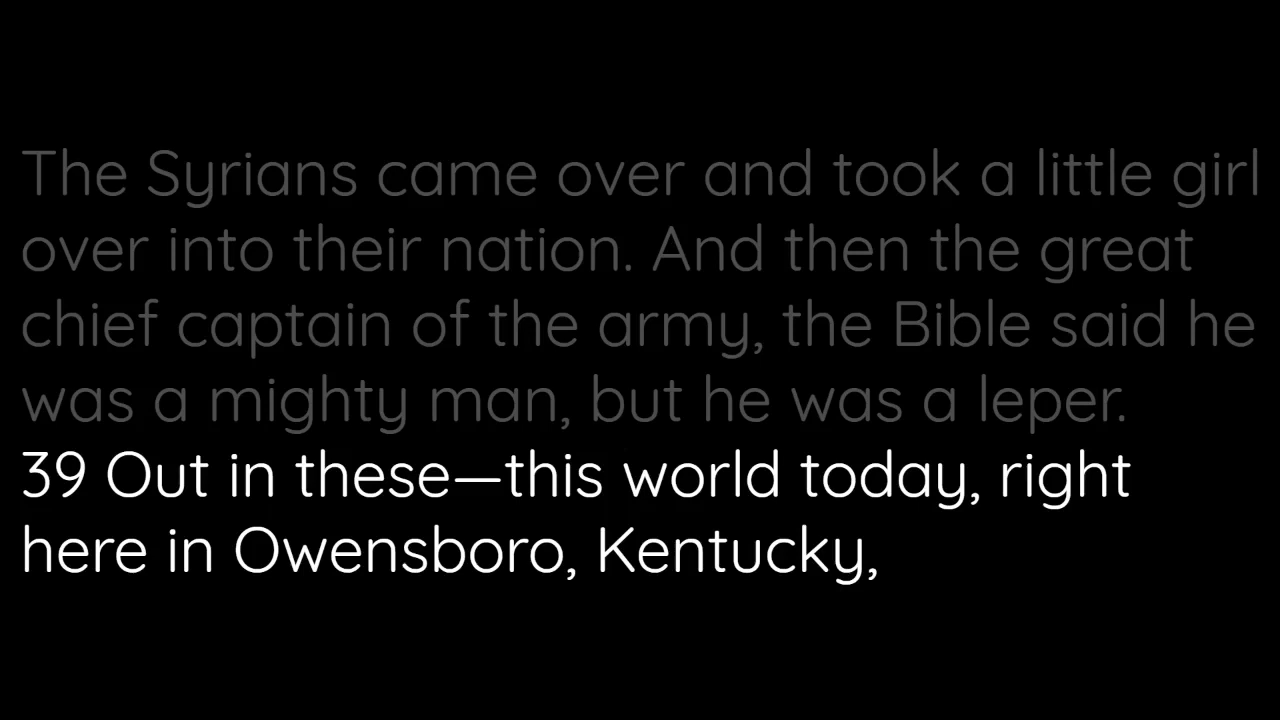 The Syrians came over and took a little girl
over into their nation. And then the great
chief captain of the army, the Bible said he
was a mighty man, but he was a leper.
39 Out in these—this world today, right
here in Owensboro, Kentucky,